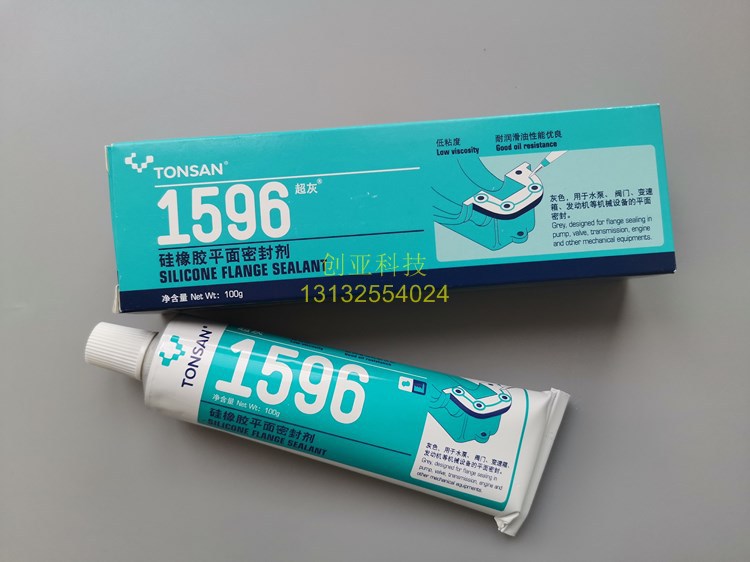 TONSAN®
1596 超灰®
硅橡胶平面密封剂
SILICONE FLANGE SEALANT
净含量 Net Wt: 100g
低粘度
Low viscosity
耐润滑油性能优良
Good oil resistance
灰色、用于水泵、阀门、变速
箱、发动机等机械设备的平面
密封。
Grey, designed for flange sealing in
pump, valve, transmission, engine
and other mechanical equipments.
创亚科技
13132554024
TONSAN®
1596
净含量 Net Wt: 100g
硅橡胶平面密封剂
SILICONE FLANGE SEALANT
灰色、用于水泵、阀门、变速箱、
发动机等机械设备的平面密封。
Grey, designed for flange sealing in
pump, valve, transmission, engine and
other mechanical equipments.